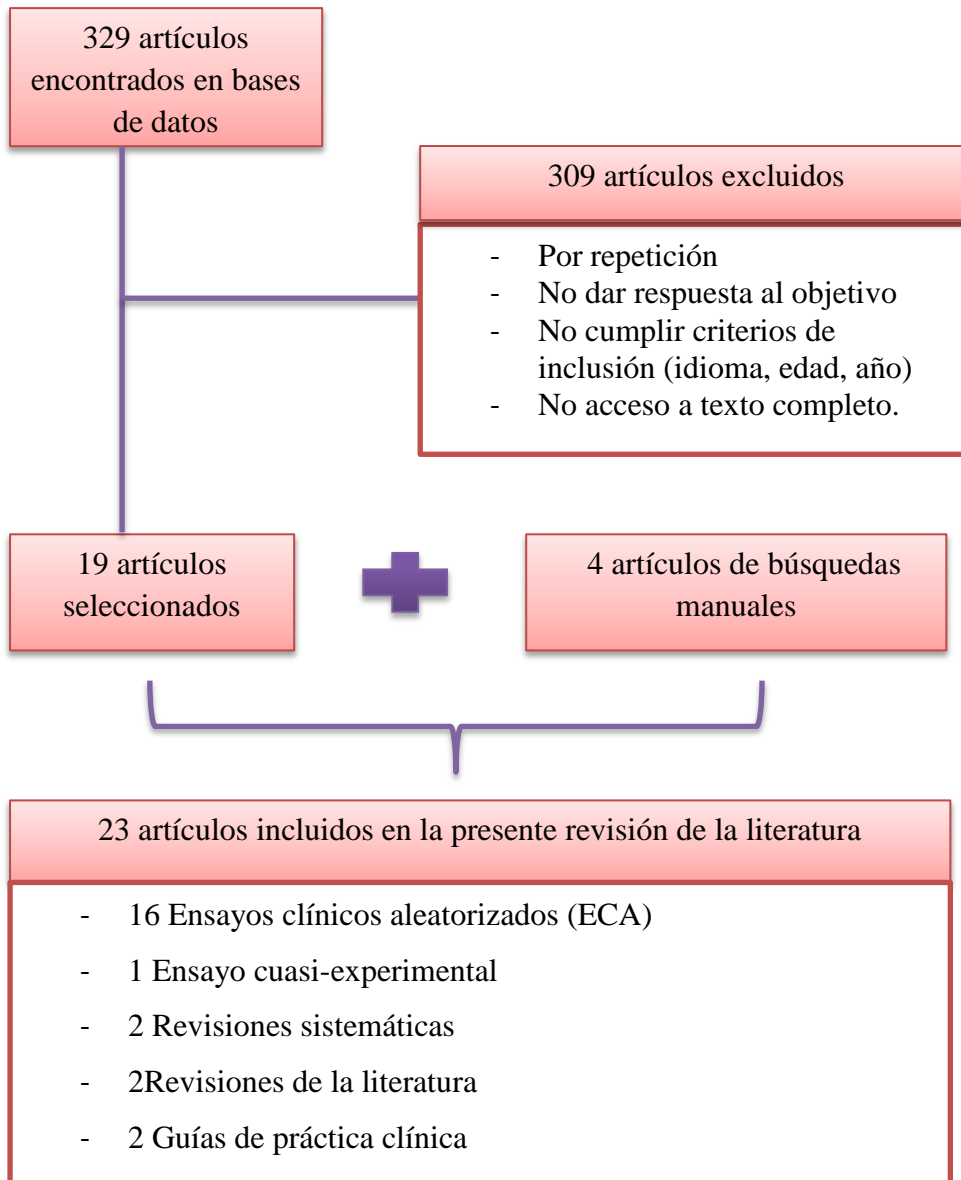 329 artículos
encontrados en bases
de datos
309 artículos excluidos
- Por repetición
- No dar respuesta al objetivo
- No cumplir criterios de
inclusión (idioma, edad, año)
- No acceso a texto completo.
19 artículos
seleccionados
4 artículos de búsquedas
manuales
23 artículos incluidos en la presente revisión de la literatura
- 16 Ensayos clínicos aleatorizados (ECA)
- 1 Ensayo cuasi-experimental
- 2 Revisiones sistemáticas
- 2Revisiones de la literatura
- 2 Guías de práctica clínica